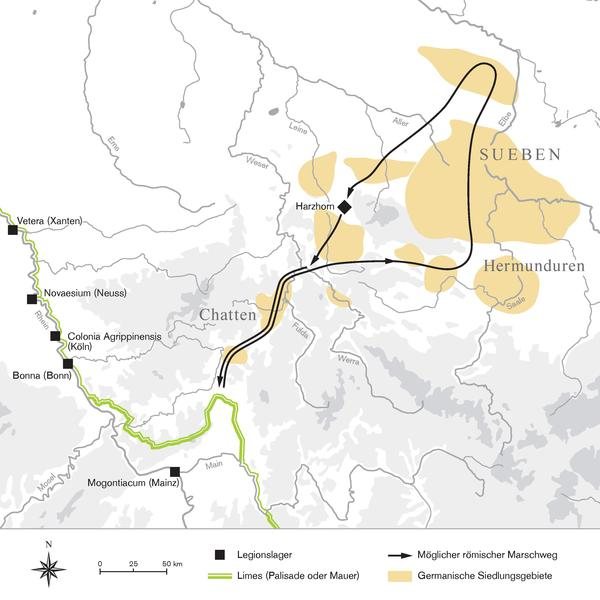 Elbe
Aller
Leine
Ems
Weser
SUEBEN
Harzhorn
Vetera (Xanten)
Hermunduren
Novaesium (Neuss)
Saale
Rhein
Chatten
Fulda
Colonia Agrippinensis
(Köln)
Werra
Bonna (Bonn)
Main
Mosel
Mogontiacum (Mainz)
N
0 25 50 km
Legionslager
Limes (Palisade oder Mauer)
Möglicher römischer Marschweg
Germanische Siedlungsgebiete